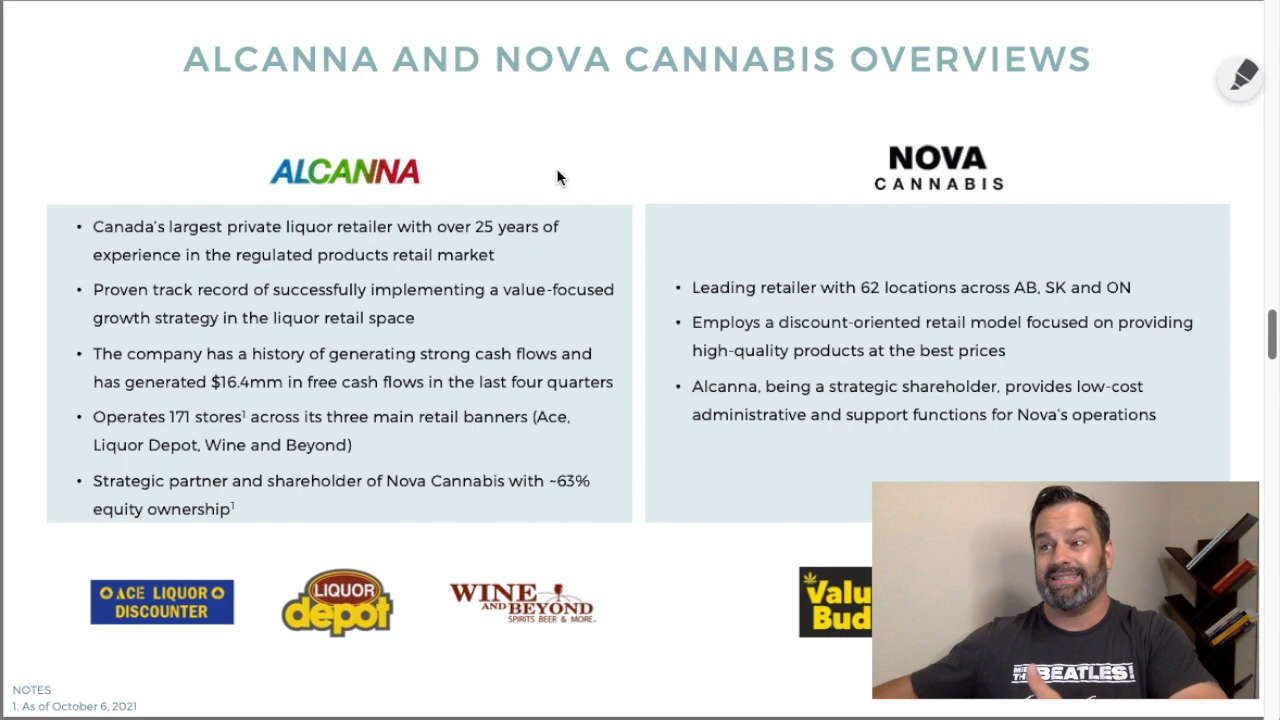 ALCANNA AND NOVA CANNABIS OVERVIEWS
ALCANNA
• Canada's largest private liquor retailer with over 25 years of
experience in the regulated products retail market
• Proven track record of successfully implementing a value-focused
growth strategy in the liquor retail space
• The company has a history of generating strong cash flows and
has generated $16.4mm in free cash flows in the last four quarters
• Operates 171 stores¹ across its three main retail banners (Ace,
Liquor Depot, Wine and Beyond)
• Strategic partner and shareholder of Nova Cannabis with ~63%
equity ownership¹
NOVA
CANNABIS
• Leading retailer with 62 locations across AB, SK and ON
• Employs a discount-oriented retail model focused on providing
high-quality products at the best prices
• Alcanna, being a strategic shareholder, provides low-cost
administrative and support functions for Nova's operations
ACE LIQUOR
DISCOUNTER
LIQUOR
depot
WINE
AND BEYOND
SPIRITS BEER & MORE.
Valu
Bud
BEATLES!
NOTES
1. As of October 6, 2021